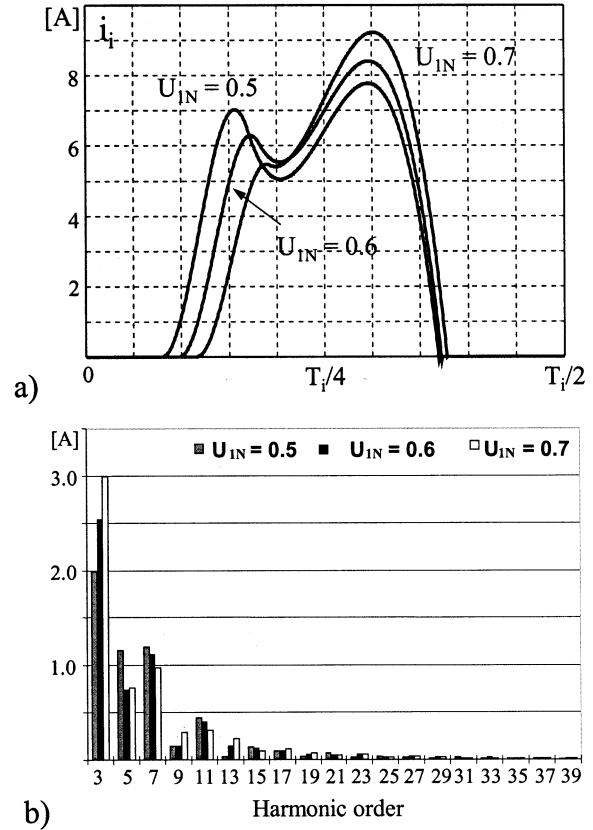 [A] i_i
8
6
4
2
U_1N = 0.5
U_1N = 0.7
U_1N = 0.6
0 T_i/4 T_i/2
a)
[A]
U_1N = 0.5 U_1N = 0.6 U_1N = 0.7
3.0
2.0
1.0
3 5 7 9 11 13 15 17 19 21 23 25 27 29 31 33 35 37 39
Harmonic order
b)